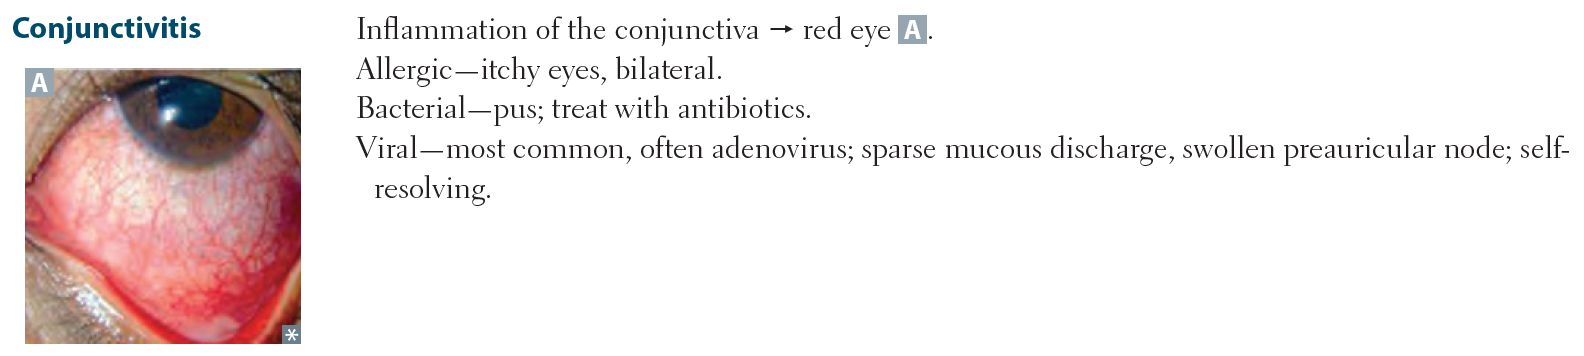 Conjunctivitis
A
*
Inflammation of the conjunctiva → red eye A.
Allergic—itchy eyes, bilateral.
Bacterial—pus; treat with antibiotics.
Viral—most common, often adenovirus; sparse mucous discharge, swollen preauricular node; self-
resolving.